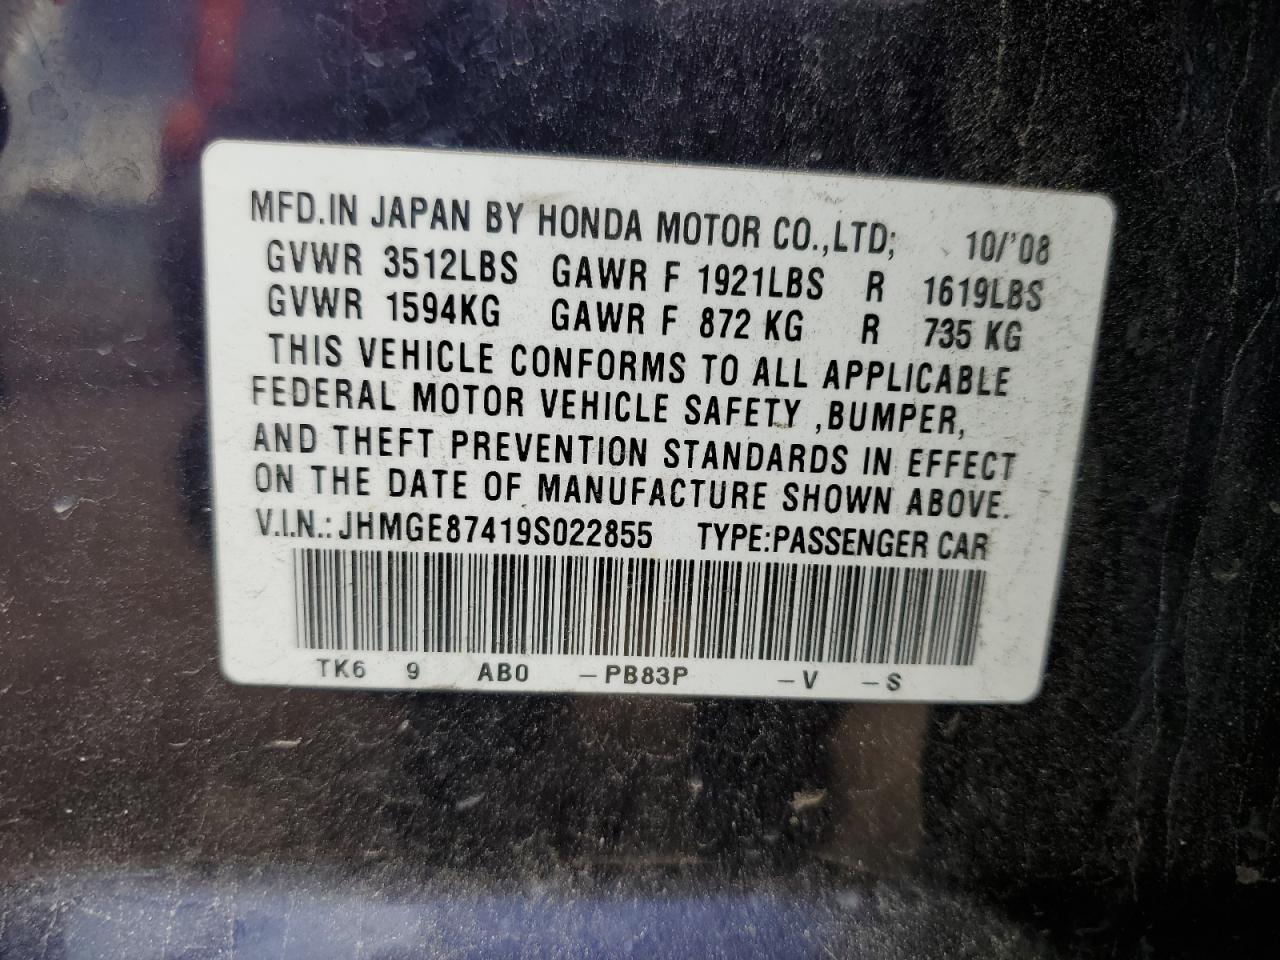 MFD.IN JAPAN BY HONDA MOTOR CO.,LTD; 10/'08
GVWR 3512LBS GAWR F 1921LBS R 1619LBS
GVWR 1594KG GAWR F 872 KG R 735 KG
THIS VEHICLE CONFORMS TO ALL APPLICABLE
FEDERAL MOTOR VEHICLE SAFETY ,BUMPER,
AND THEFT PREVENTION STANDARDS IN EFFECT
ON THE DATE OF MANUFACTURE SHOWN ABOVE.
V.I.N.: JHMGE87419S022855 TYPE:PASSENGER CAR
TK6 9 AB0 -PB83P -V -S